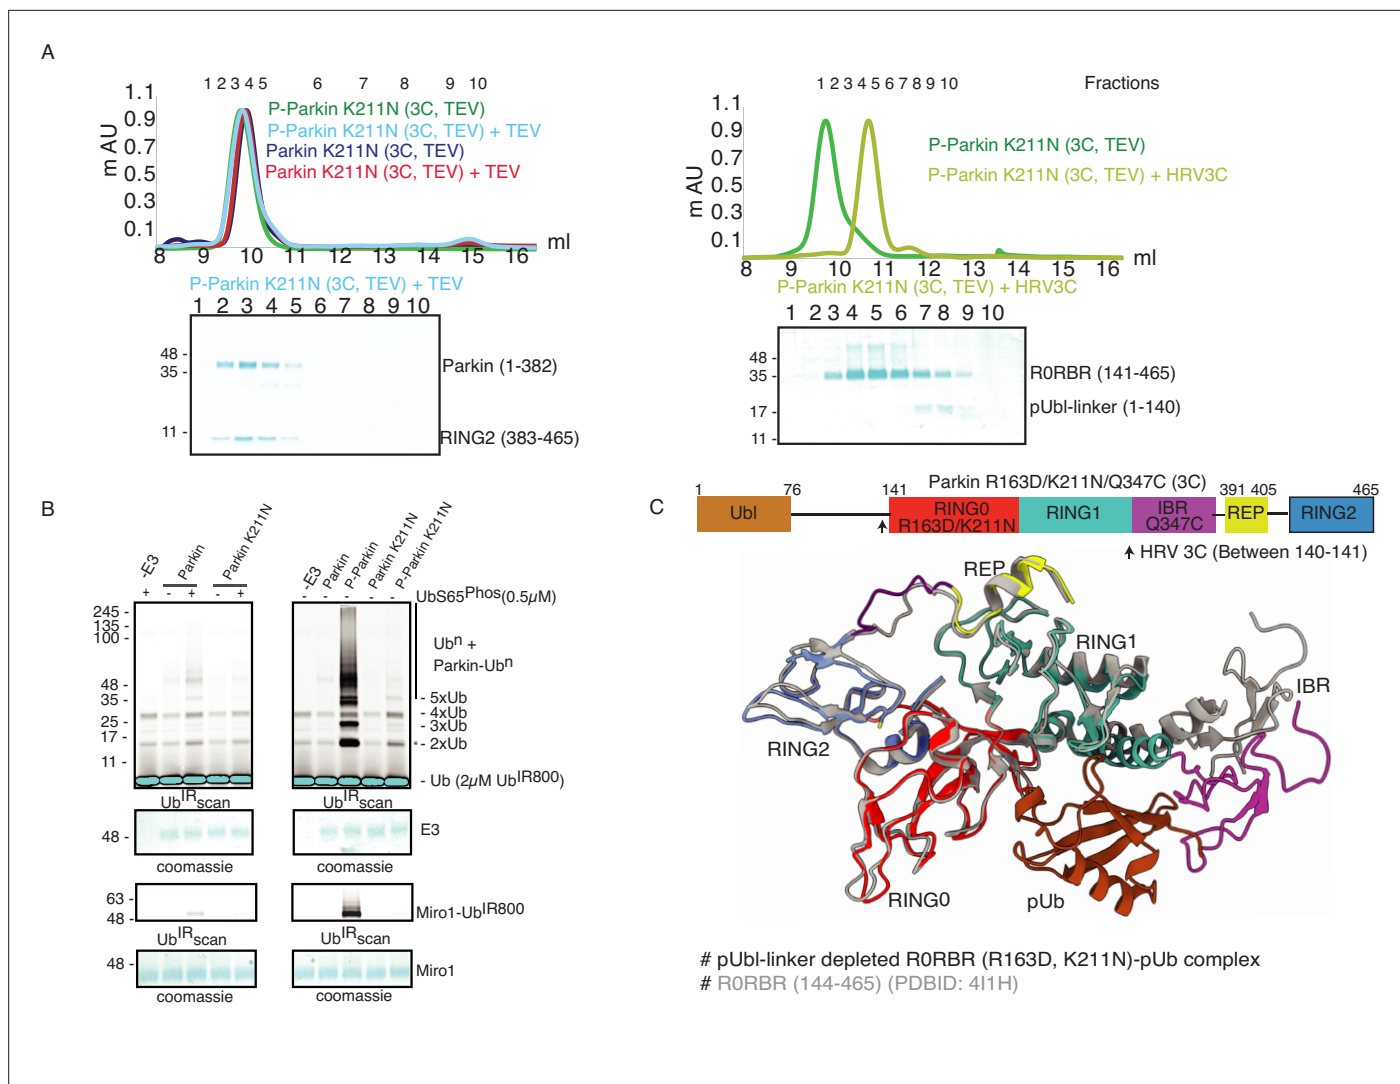 A
1 2 3 4 5 6 7 8 9 10
1.1
0.9
0.7
0.5
0.3
0.1
m AU
P-Parkin K211N (3C, TEV)
P-Parkin K211N (3C, TEV) + TEV
Parkin K211N (3C, TEV)
Parkin K211N (3C, TEV) + TEV
8 9 10 11 12 13 14 15 16
ml
P-Parkin K211N (3C, TEV) + TEV
1 2 3 4 5 6 7 8 9 10
48 -
35 -
11 -
Parkin (1-382)
RING2 (383-465)
1 2 3 4 5 6 7 8 9 10 Fractions
1.1
0.9
0.7
0.5
0.3
0.1
m AU
P-Parkin K211N (3C, TEV)
P-Parkin K211N (3C, TEV) + HRV3C
8 9 10 11 12 13 14 15 16 ml
P-Parkin K211N (3C, TEV) + HRV3C
1 2 3 4 5 6 7 8 9 10
48 -
35 -
17 -
11 -
R0RBR (141-465)
pUbl-linker (1-140)
B
-E3 Parkin Parkin K211N
+ - + - +
-E3 Parkin P-Parkin Parkin K211N P-Parkin K211N
- - - - -
UbS65Phos(0.5µM)
245 -
135 -
100 -
48 -
35 -
25 -
17 -
11 -
Ubn +
Parkin-Ubn
- 5xUb
- 4xUb
- 3xUb
* - 2xUb
- Ub (2µM UbIR800)
UbIRscan UbIRscan
48 - E3
coomassie coomassie
63 -
48 -
Miro1-UbIR800
UbIRscan UbIRscan
48 - Miro1
coomassie coomassie
C
Parkin R163D/K211N/Q347C (3C)
1 76 141 391 405 465
Ubl RING0 RING1 IBR REP RING2
R163D/K211N Q347C
HRV 3C (Between 140-141)
REP
RING1
IBR
RING2
RING0
pUb
# pUbl-linker depleted R0RBR (R163D, K211N)-pUb complex
# R0RBR (144-465) (PDBID: 4I1H)